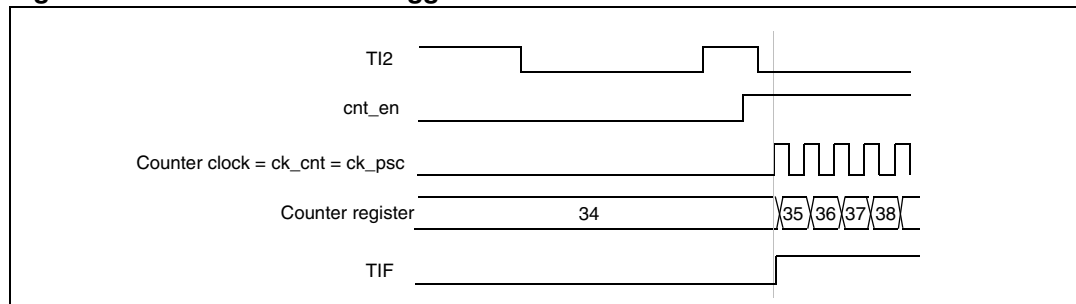 TI2
cnt_en
Counter clock = ck_cnt = ck_psc
Counter register 34 35 36 37 38
TIF